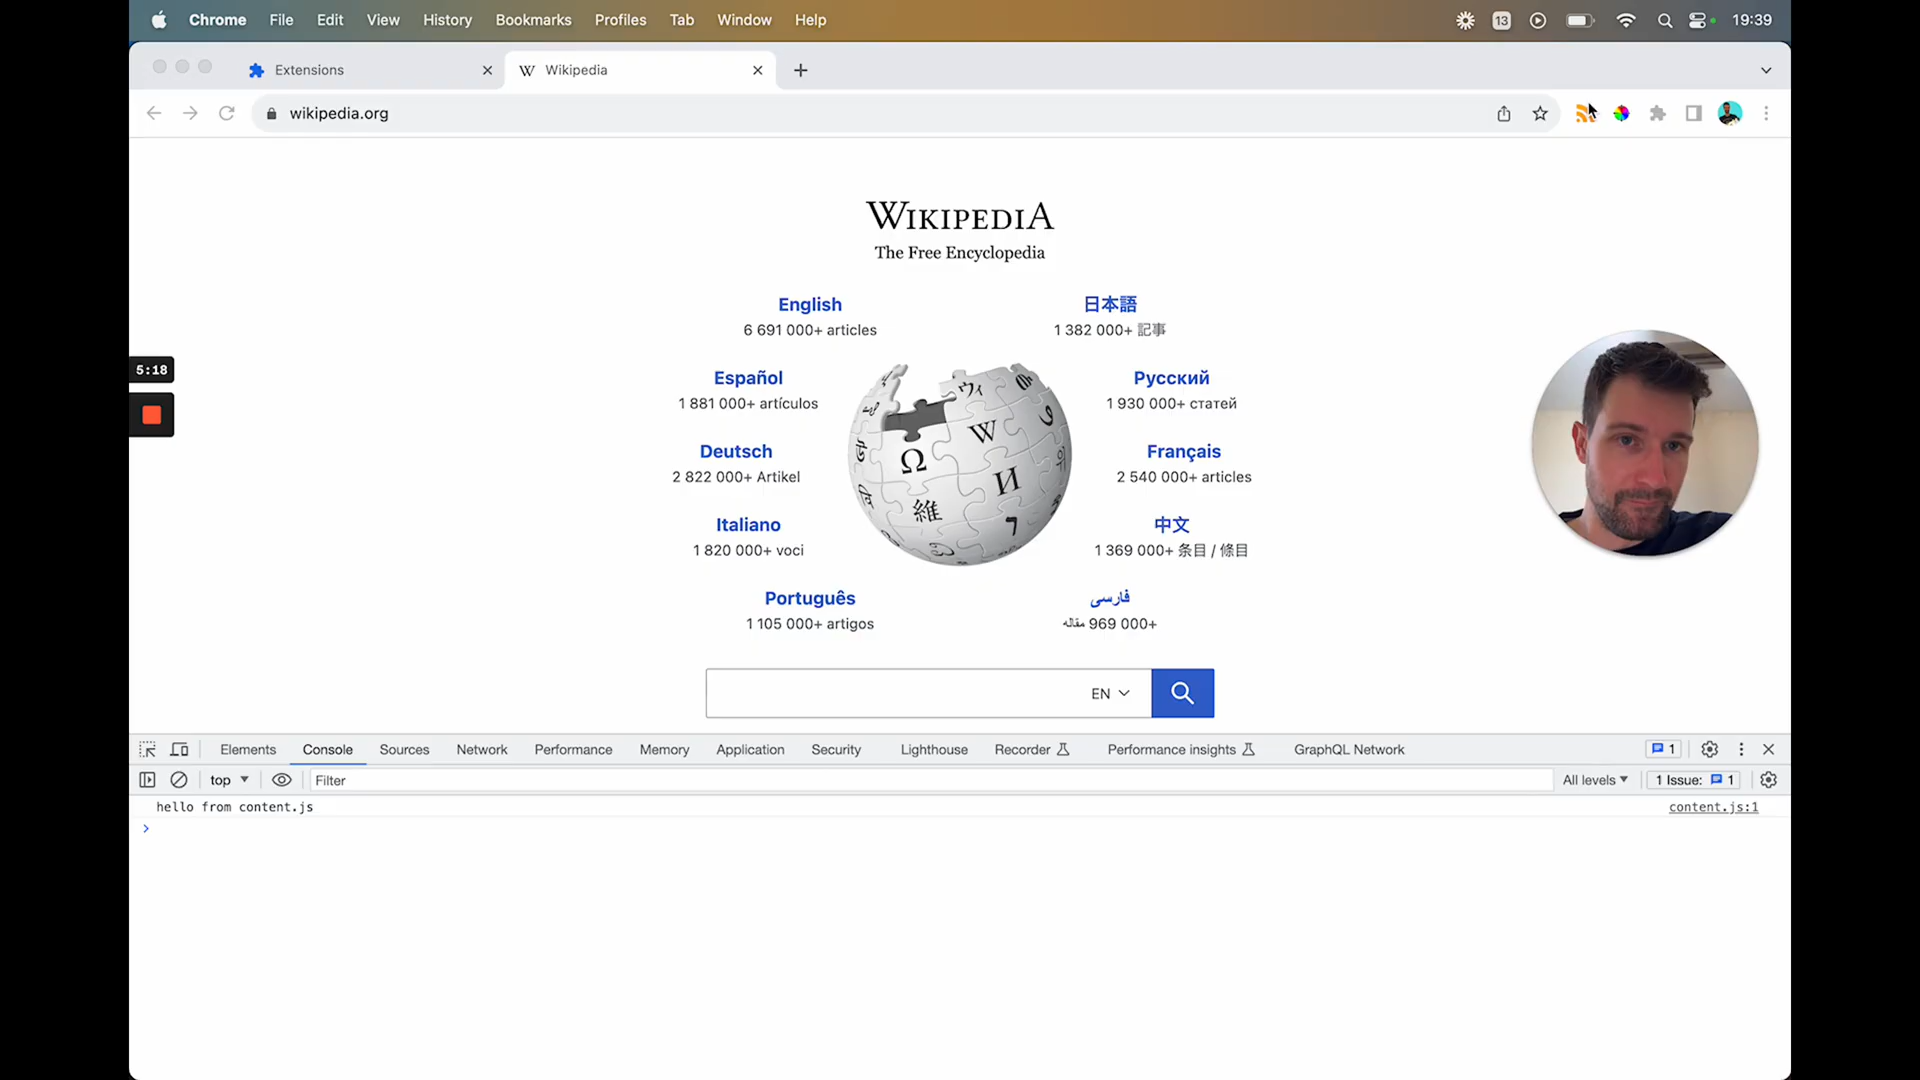 Chrome File Edit View History Bookmarks Profiles Tab Window Help 13 19:39
Extensions Wikipedia
wikipedia.org
WIKIPEDIA
The Free Encyclopedia
English 日本語
6 691 000+ articles 1 382 000+ 記事
5:18
Español Русский
1 881 000+ artículos 1 930 000+ статей
Deutsch Français
2 822 000+ Artikel 2 540 000+ articles
Italiano 中文
1 820 000+ voci 1 369 000+ 条目 / 條目
Português فارسی
1 105 000+ artigos 969 000+ مقاله
EN
Elements Console Sources Network Performance Memory Application Security Lighthouse Recorder Performance insights GraphQL Network 1
top Filter All levels 1 Issue: 1
hello from content.js content.js:1